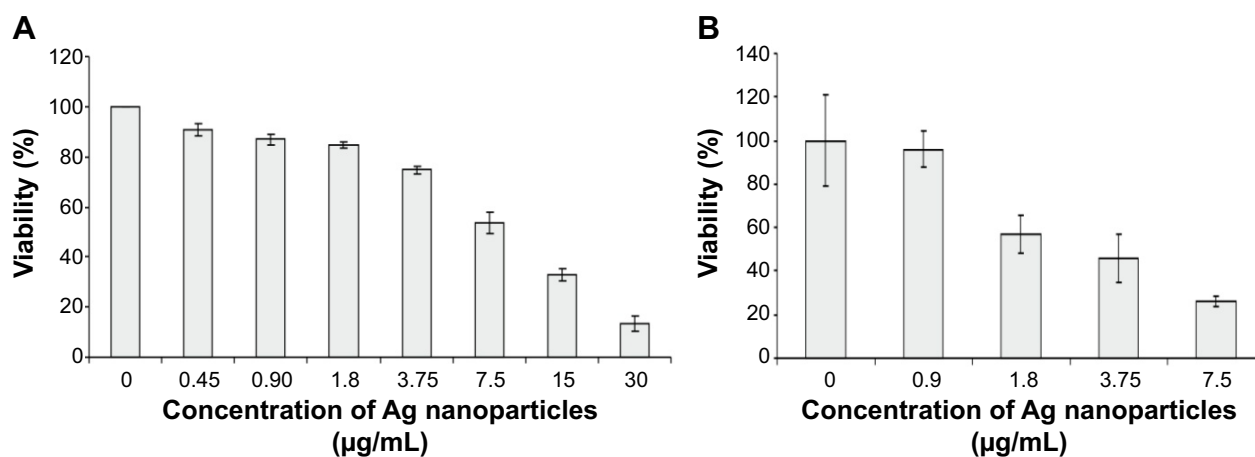 A
Viability (%)
120
100
80
60
40
20
0
0 0.45 0.90 1.8 3.75 7.5 15 30
Concentration of Ag nanoparticles
(µg/mL)
B
Viability (%)
140
120
100
80
60
40
20
0
0 0.9 1.8 3.75 7.5
Concentration of Ag nanoparticles
(µg/mL)